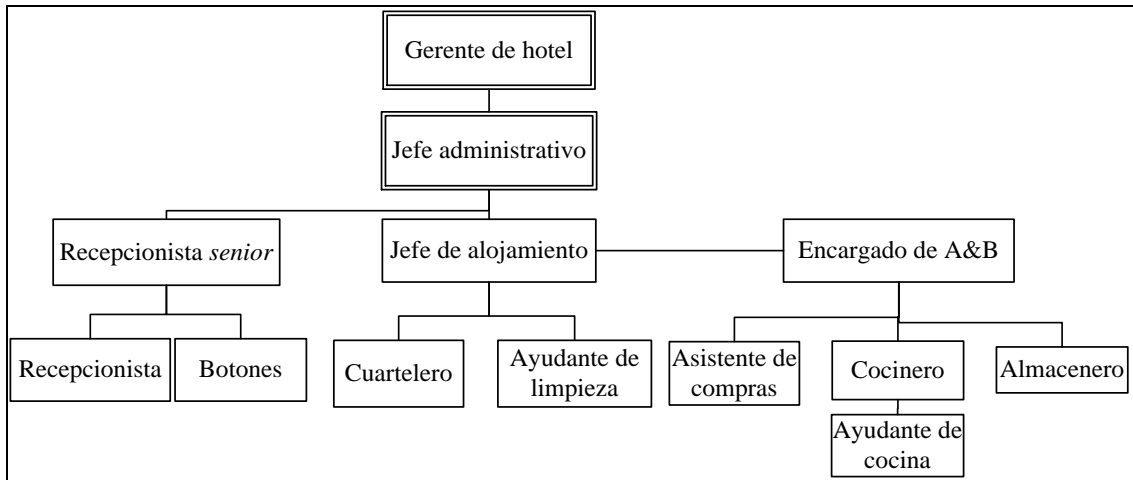 Gerente de hotel
Jefe administrativo
Recepcionista senior
Jefe de alojamiento
Encargado de A&B
Recepcionista
Botones
Cuartelero
Ayudante de
limpieza
Asistente de
compras
Cocinero
Almacenero
Ayudante de
cocina